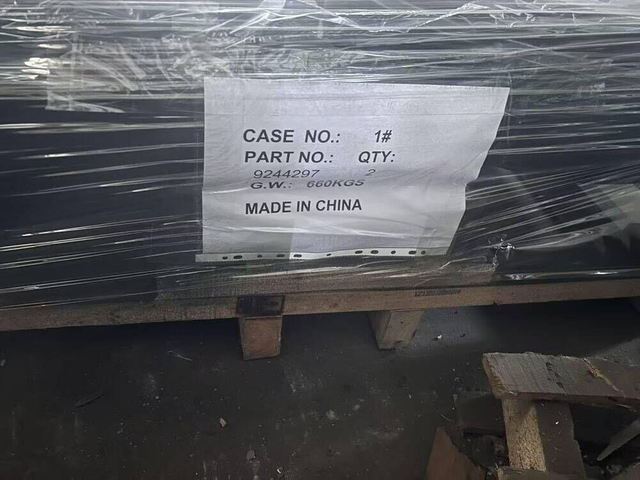 CASE NO.: 1#
PART NO.: QTY:
9244297 2
G.W.: 660KGS
MADE IN CHINA